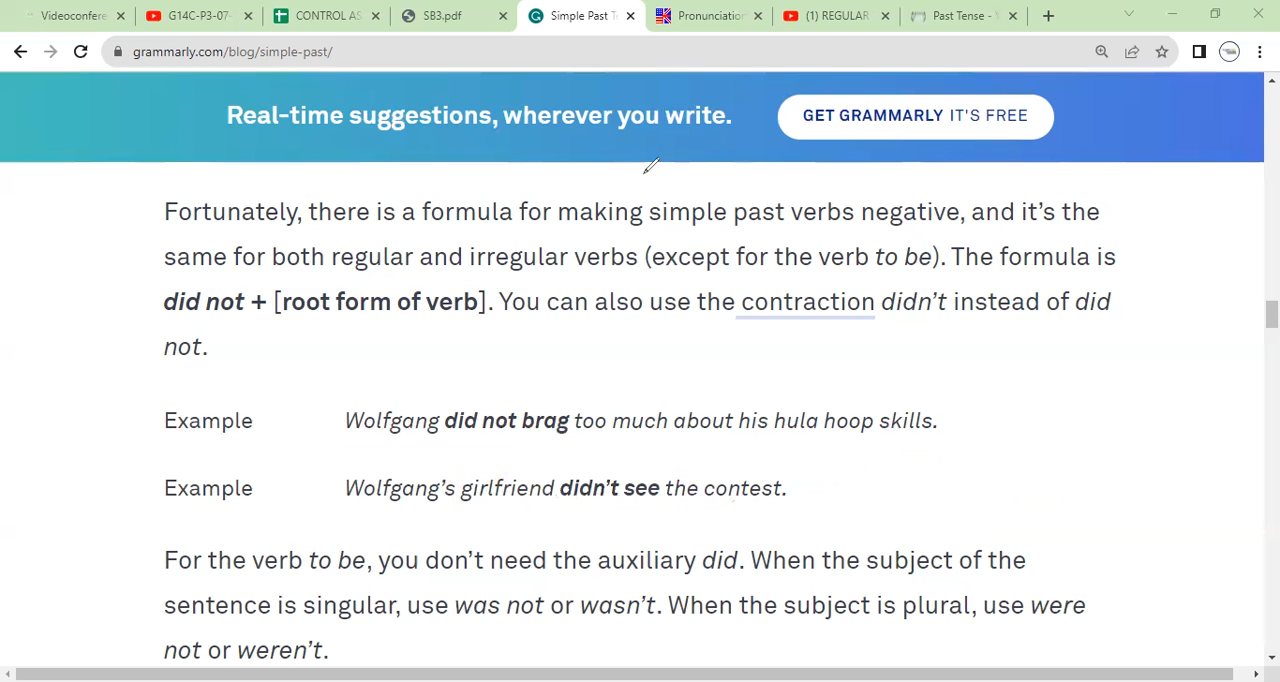 Videoconfere
G14C-P3-07-
CONTROL AS
SB3.pdf
Simple Past T
Pronunciation
(1) REGULAR
Past Tense -
grammarly.com/blog/simple-past/
Real-time suggestions, wherever you write.
GET GRAMMARLY IT'S FREE
Fortunately, there is a formula for making simple past verbs negative, and it’s the
same for both regular and irregular verbs (except for the verb to be). The formula is
did not + [root form of verb]. You can also use the contraction didn’t instead of did
not.
Example Wolfgang did not brag too much about his hula hoop skills.
Example Wolfgang’s girlfriend didn’t see the contest.
For the verb to be, you don’t need the auxiliary did. When the subject of the
sentence is singular, use was not or wasn’t. When the subject is plural, use were
not or weren’t.